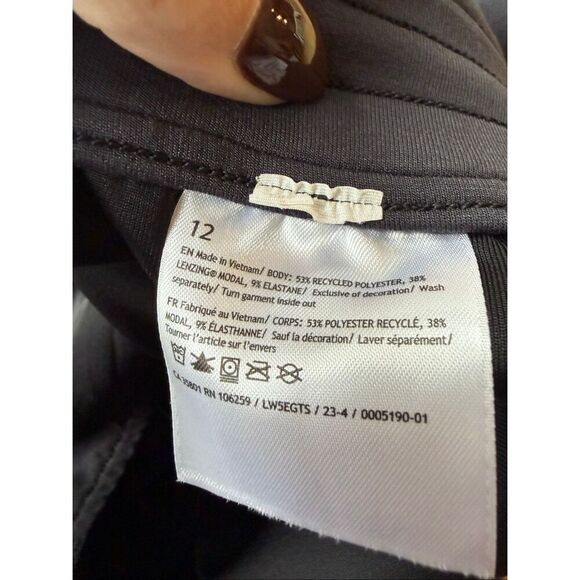 12
EN Made in Vietnam/ BODY: 53% RECYCLED POLYESTER, 38%
LENZING® MODAL, 9% ELASTANE/ Exclusive of decoration/ Wash
separately/ Turn garment inside out
FR Fabriqué au Vietnam/ CORPS: 53% POLYESTER RECYCLÉ, 38%
MODAL, 9% ÉLASTHANNE/ Sauf la décoration/ Laver séparément/
Tourner l'article sur l'envers
CA 35801 RN 106259 / LW5EGTS / 23-4 / 0005190-01